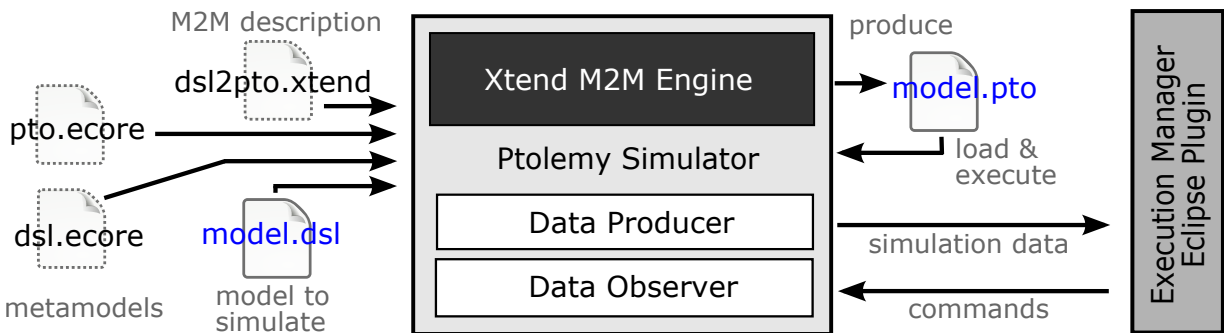 M2M description
dsl2pto.xtend
pto.ecore
dsl.ecore
model.dsl
metamodels
model to
simulate
Xtend M2M Engine
Ptolemy Simulator
Data Producer
Data Observer
produce
model.pto
load &
execute
simulation data
commands
Execution Manager
Eclipse Plugin